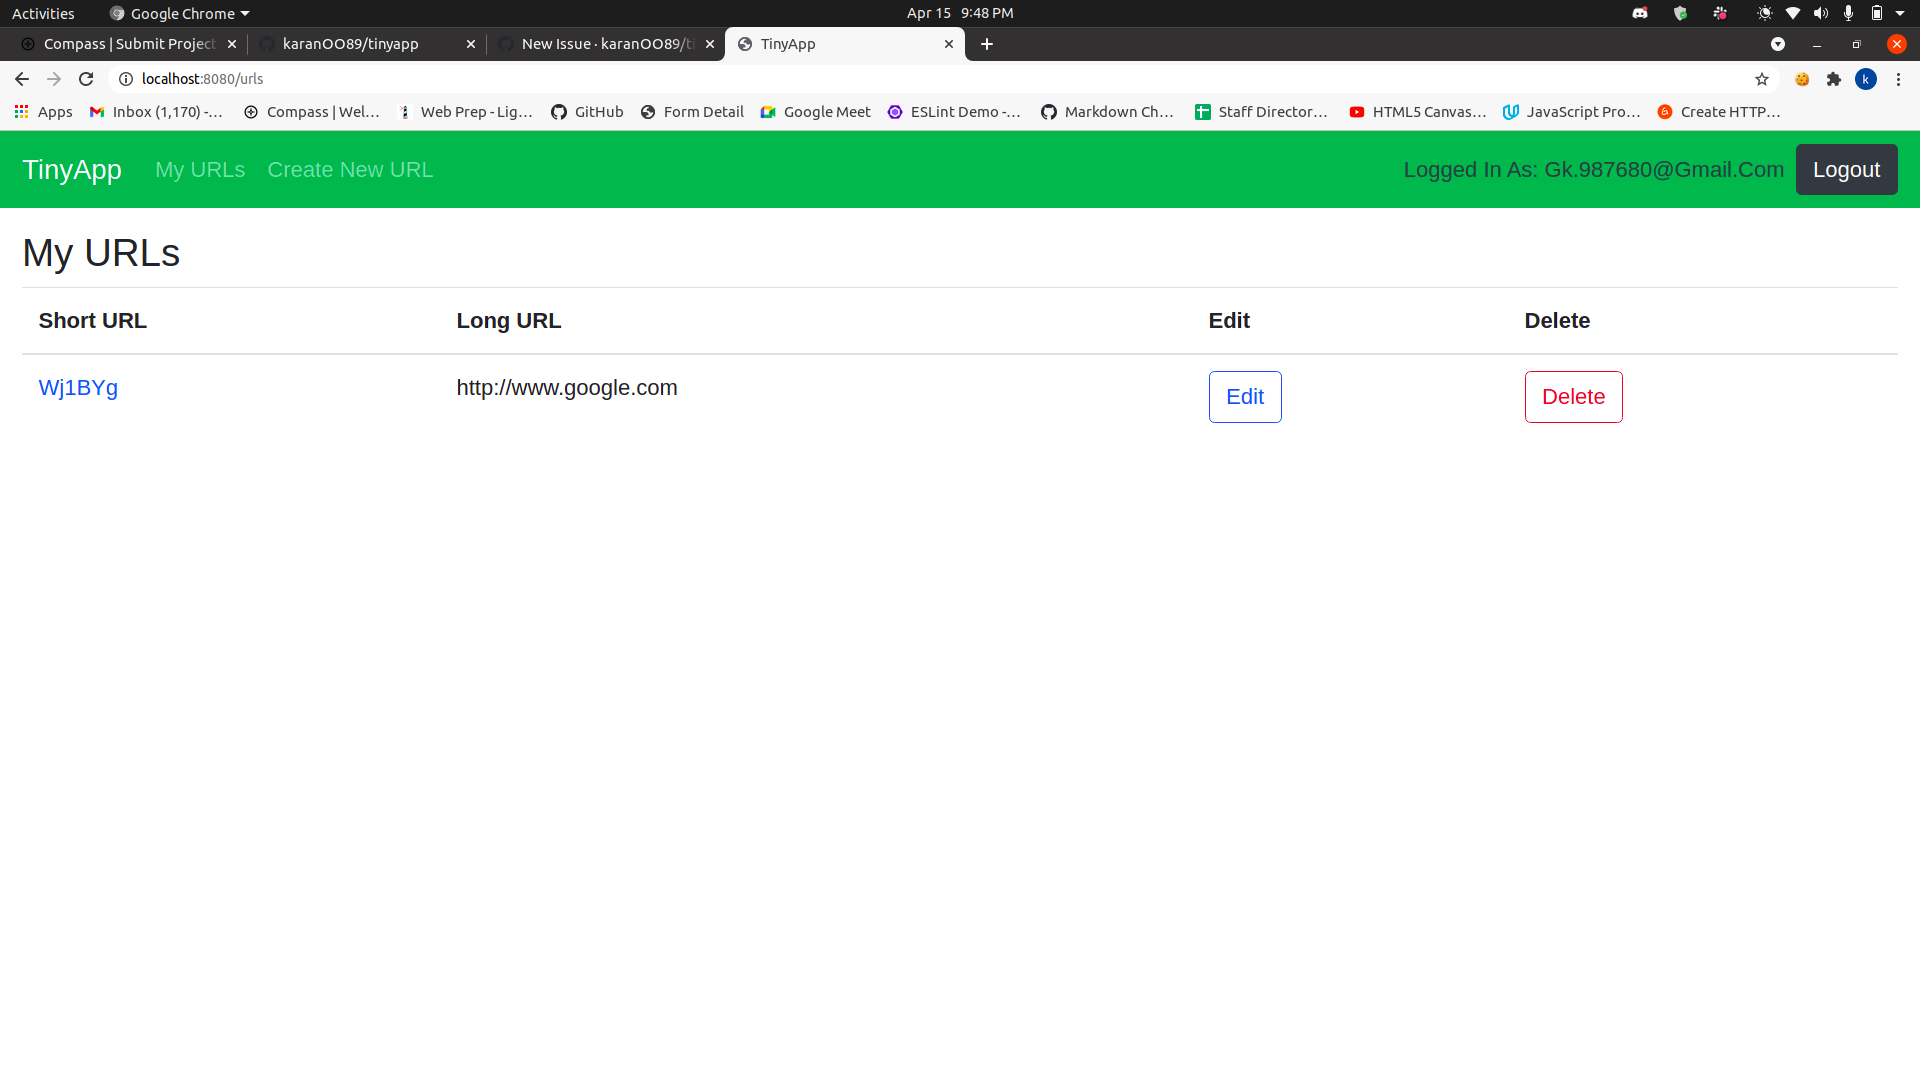 Activities Google Chrome Apr 15 9:48 PM
Compass | Submit Project karanOO89/tinyapp New Issue · karanOO89/ti TinyApp
localhost:8080/urls k
Apps Inbox (1,170) -... Compass | Wel... Web Prep - Lig... GitHub Form Detail Google Meet ESLint Demo -... Markdown Ch... Staff Director... HTML5 Canvas... JavaScript Pro... Create HTTP...
TinyApp My URLs Create New URL Logged In As: Gk.987680@Gmail.Com Logout
My URLs
Short URL Long URL Edit Delete
Wj1BYg http://www.google.com Edit Delete